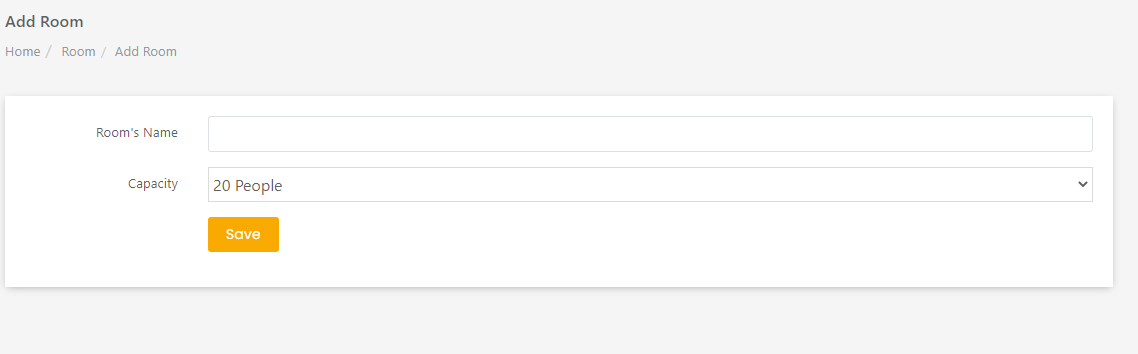 Add Room
Home / Room / Add Room
Room's Name
Capacity 20 People
Save